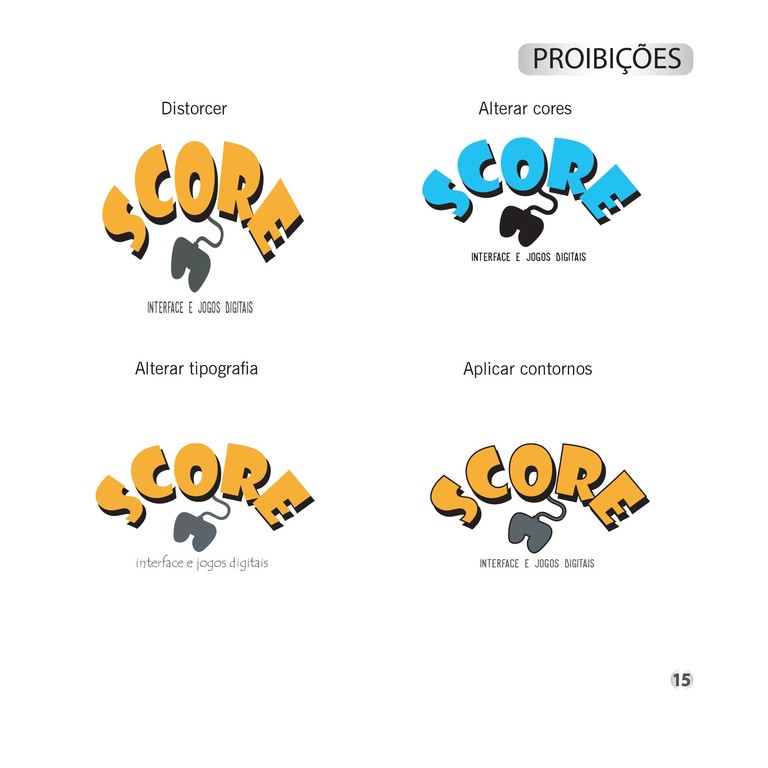 PROIBIÇÕES
Distorcer
Alterar cores
SCORE
INTERFACE E JOGOS DIGITAIS
SCORE
INTERFACE E JOGOS DIGITAIS
Alterar tipografia
Aplicar contornos
SCORE
interface e jogos digitais
SCORE
INTERFACE E JOGOS DIGITAIS
15